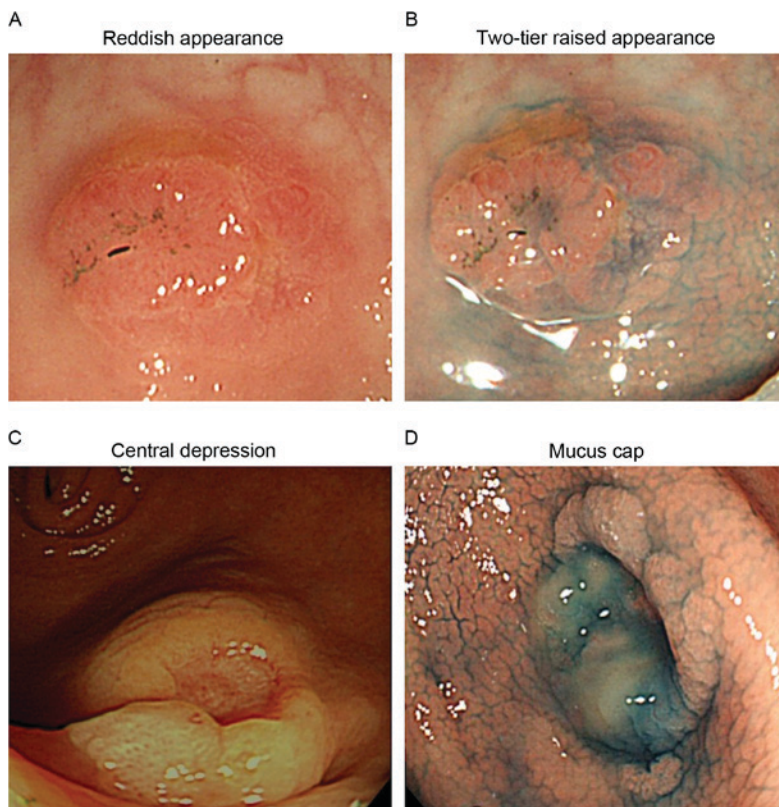 A
Reddish appearance
B
Two-tier raised appearance
C
Central depression
D
Mucus cap